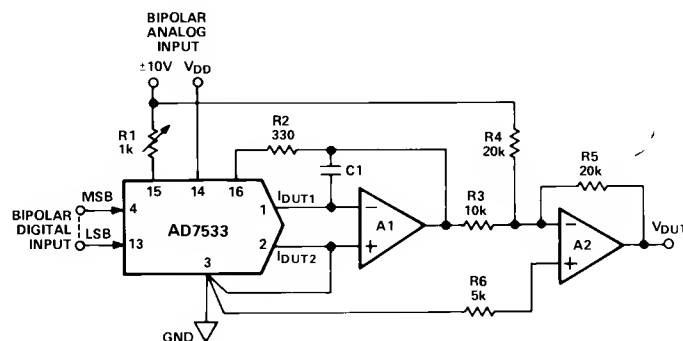 BIPOLAR
ANALOG
INPUT
±10V
VDD
R1
1k
R2
330
R4
20k
R5
20k
C1
15
14
16
MSB
4
BIPOLAR
DIGITAL
INPUT
LSB
13
AD7533
1
IOUT1
2
IOUT2
3
−
A1
+
R3
10k
−
A2
+
VOUT
R6
5k
GND